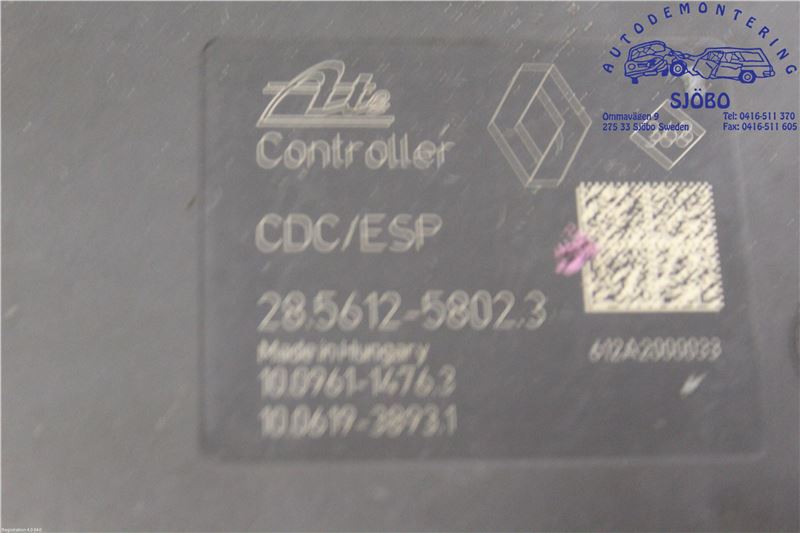 AUTODEMONTERING
SJÖBO
Ommavägen 9
275 33 Sjöbo Sweden
Tel: 0416-511 370
Fax: 0416-511 605
Ate
Controller
CDC/ESP
28.5612-5802.3
Made in Hungary
10.0961-1476.3
10.0619-3893.1
612A2000033